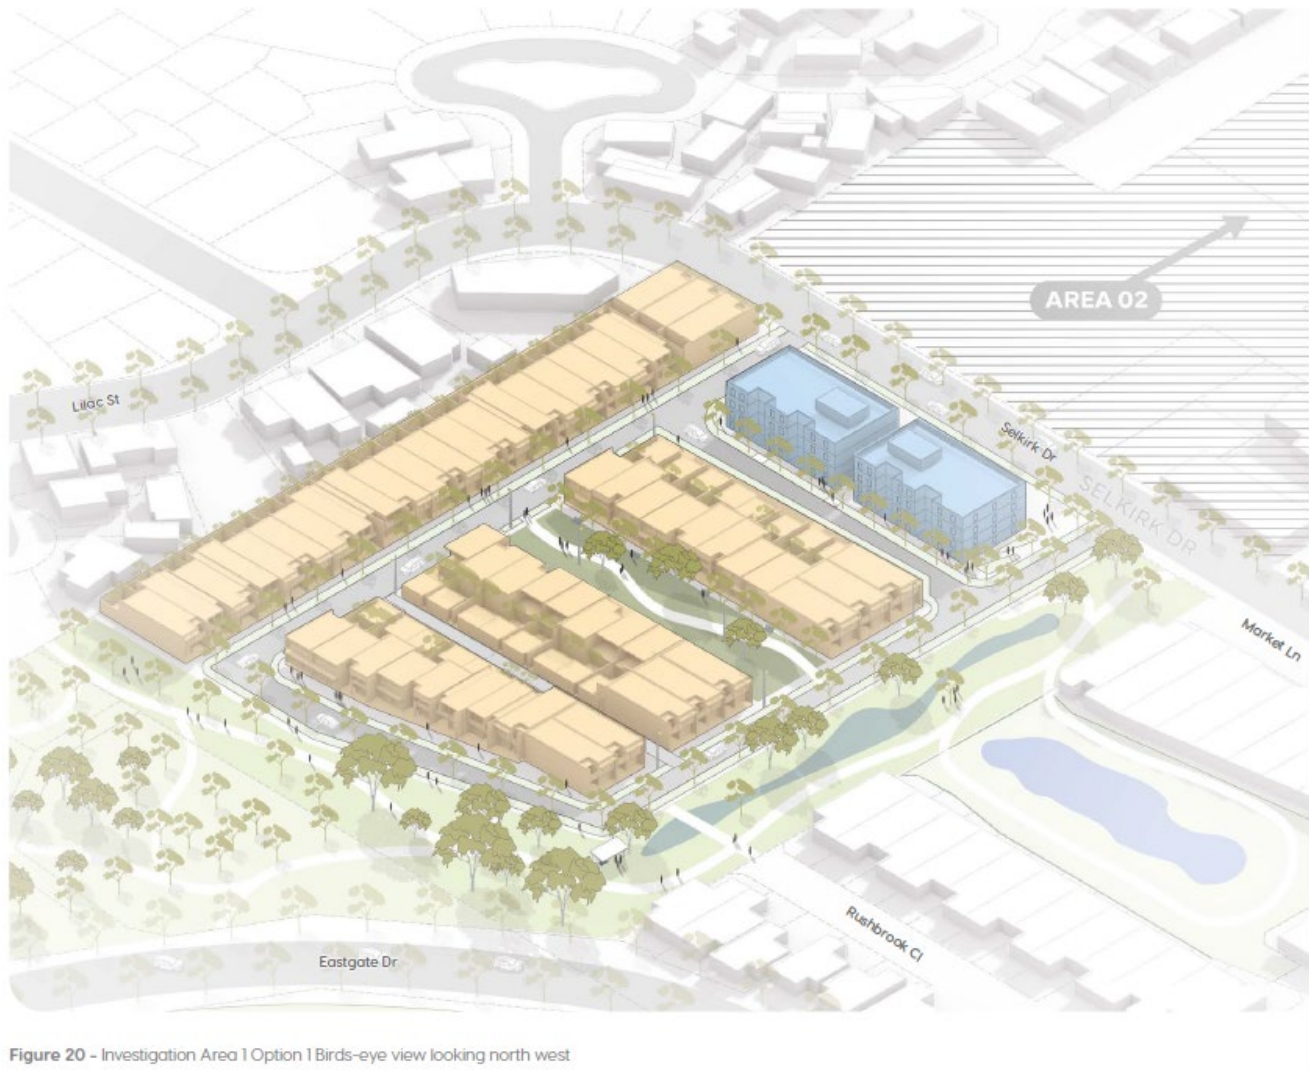 AREA 02
Lilac St
Selkirk Dr
SELKIRK DR
Market Ln
Rushbrook Cl
Eastgate Dr
Figure 20 - Investigation Area 1 Option 1 Birds-eye view looking north west